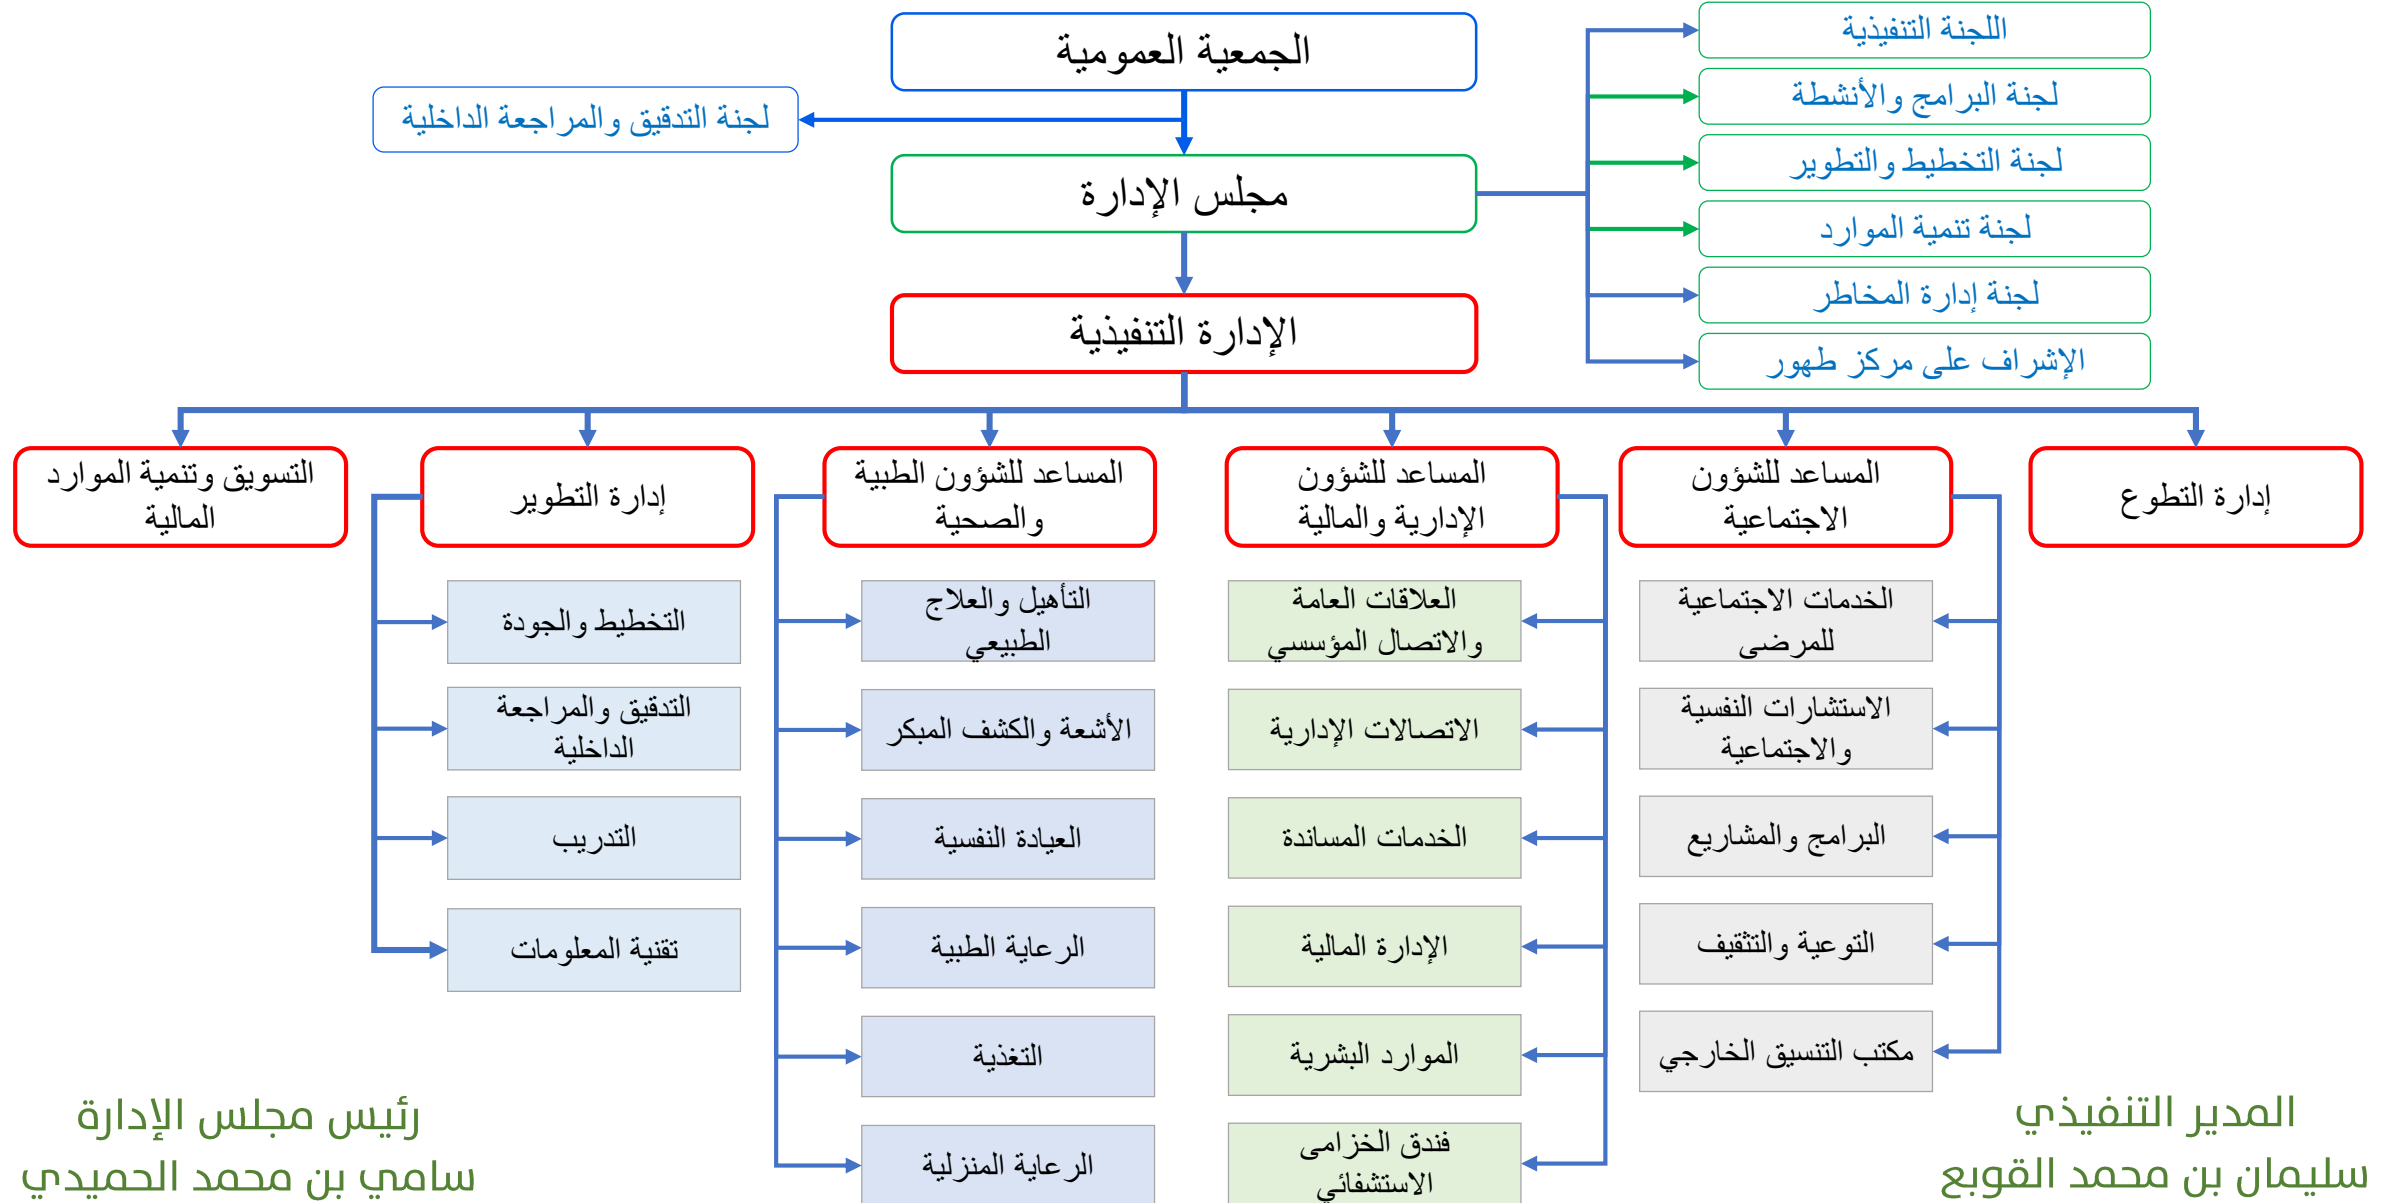 الجمعية العمومية
لجنة التدقيق والمراجعة الداخلية
مجلس الإدارة
الإدارة التنفيذية
اللجنة التنفيذية
لجنة البرامج والأنشطة
لجنة التخطيط والتطوير
لجنة تنمية الموارد
لجنة إدارة المخاطر
الإشراف على مركز طهور
إدارة التطوع
المساعد للشؤون
الاجتماعية
الخدمات الاجتماعية
للمرضى
الاستشارات النفسية
والاجتماعية
البرامج والمشاريع
التوعية والتثقيف
مكتب التنسيق الخارجي
المساعد للشؤون
الإدارية والمالية
العلاقات العامة
والاتصال المؤسسي
الاتصالات الإدارية
الخدمات المساندة
الإدارة المالية
الموارد البشرية
فندق الخزامى
الاستشفائي
المساعد للشؤون الطبية
والصحية
التأهيل والعلاج
الطبيعي
الأشعة والكشف المبكر
العيادة النفسية
الرعاية الطبية
التغذية
الرعاية المنزلية
إدارة التطوير
التخطيط والجودة
التدقيق والمراجعة
الداخلية
التدريب
تقنية المعلومات
التسويق وتنمية الموارد
المالية
المدير التنفيذي
سليمان بن محمد القوبع
رئيس مجلس الإدارة
سامي بن محمد الحميدي